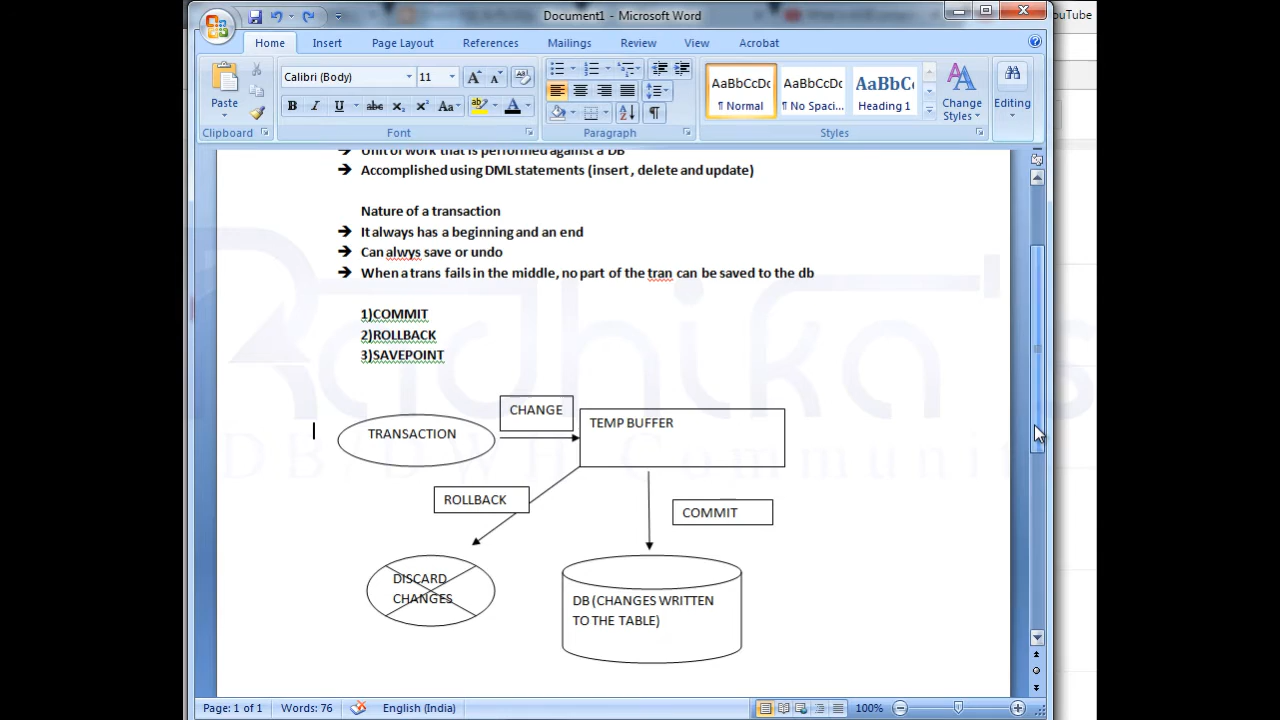 Document1 - Microsoft Word
YouTube
Home Insert Page Layout References Mailings Review View Acrobat
Paste
Calibri (Body) 11
AaBbCcDc AaBbCcDc AaBbC
¶ Normal ¶ No Spaci... Heading 1
Change Styles
Editing
Clipboard Font Paragraph Styles
Unit of work that is performed against a DB
➔ Accomplished using DML statements (insert , delete and update)
Nature of a transaction
➔ It always has a beginning and an end
➔ Can alwys save or undo
➔ When a trans fails in the middle, no part of the tran can be saved to the db
1)COMMIT
2)ROLLBACK
3)SAVEPOINT
CHANGE
TRANSACTION
TEMP BUFFER
ROLLBACK
COMMIT
DISCARD
CHANGES
DB (CHANGES WRITTEN
TO THE TABLE)
Radhika's
DB DWH Communit
Page: 1 of 1 Words: 76 English (India) 100%